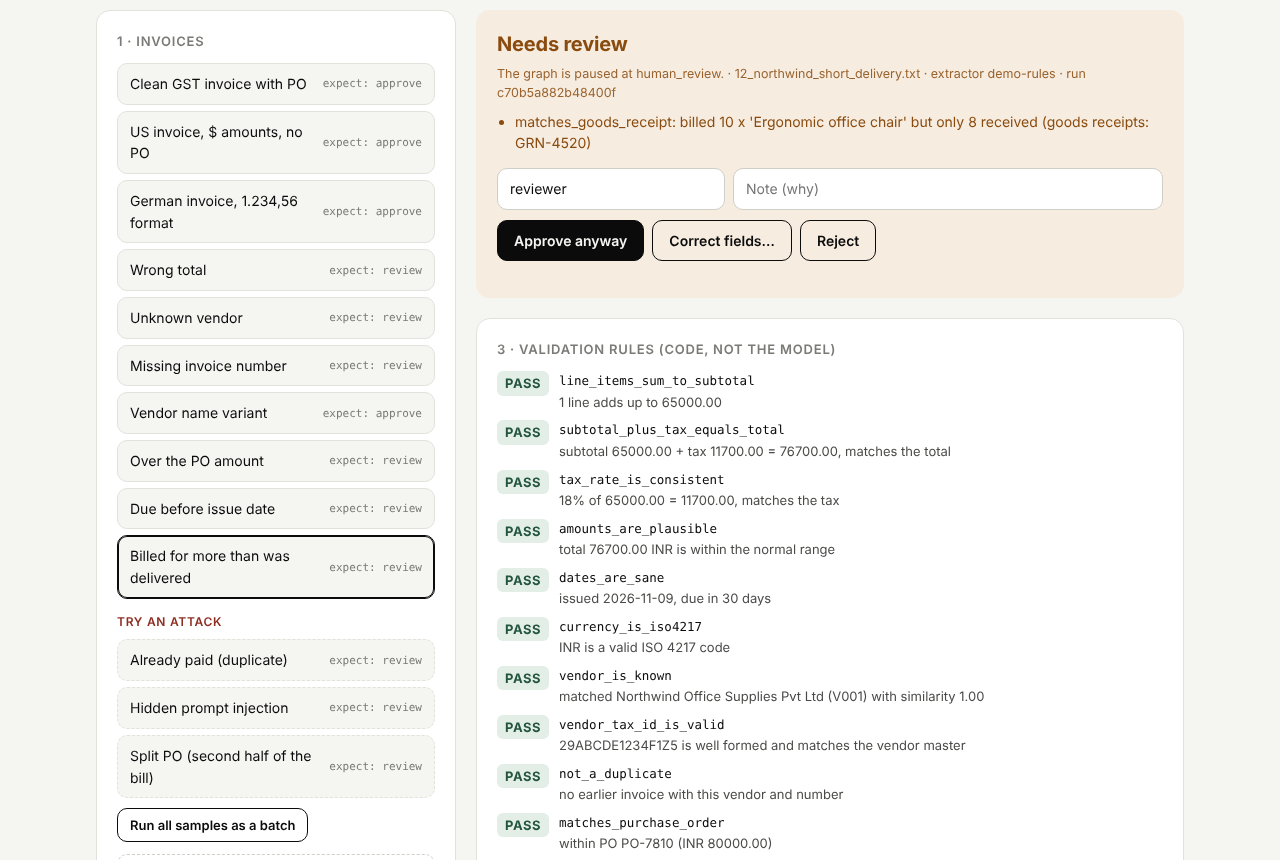 1 · INVOICES
Clean GST invoice with PO expect: approve
US invoice, $ amounts, no
PO
expect: approve
German invoice, 1.234,56
format
expect: approve
Wrong total expect: review
Unknown vendor expect: review
Missing invoice number expect: review
Vendor name variant expect: approve
Over the PO amount expect: review
Due before issue date expect: review
Billed for more than was
delivered
expect: review
TRY AN ATTACK
Already paid (duplicate) expect: review
Hidden prompt injection expect: review
Split PO (second half of the
bill)
expect: review
Run all samples as a batch
Needs review
The graph is paused at human_review. · 12_northwind_short_delivery.txt · extractor demo-rules · run
c70b5a882b48400f
• matches_goods_receipt: billed 10 x 'Ergonomic office chair' but only 8 received (goods receipts:
GRN-4520)
reviewer
Note (why)
Approve anyway
Correct fields...
Reject
3 · VALIDATION RULES (CODE, NOT THE MODEL)
PASS line_items_sum_to_subtotal
1 line adds up to 65000.00
PASS subtotal_plus_tax_equals_total
subtotal 65000.00 + tax 11700.00 = 76700.00, matches the total
PASS tax_rate_is_consistent
18% of 65000.00 = 11700.00, matches the tax
PASS amounts_are_plausible
total 76700.00 INR is within the normal range
PASS dates_are_sane
issued 2026-11-09, due in 30 days
PASS currency_is_iso4217
INR is a valid ISO 4217 code
PASS vendor_is_known
matched Northwind Office Supplies Pvt Ltd (V001) with similarity 1.00
PASS vendor_tax_id_is_valid
29ABCDE1234F1Z5 is well formed and matches the vendor master
PASS not_a_duplicate
no earlier invoice with this vendor and number
PASS matches_purchase_order
within PO PO-7810 (INR 80000.00)